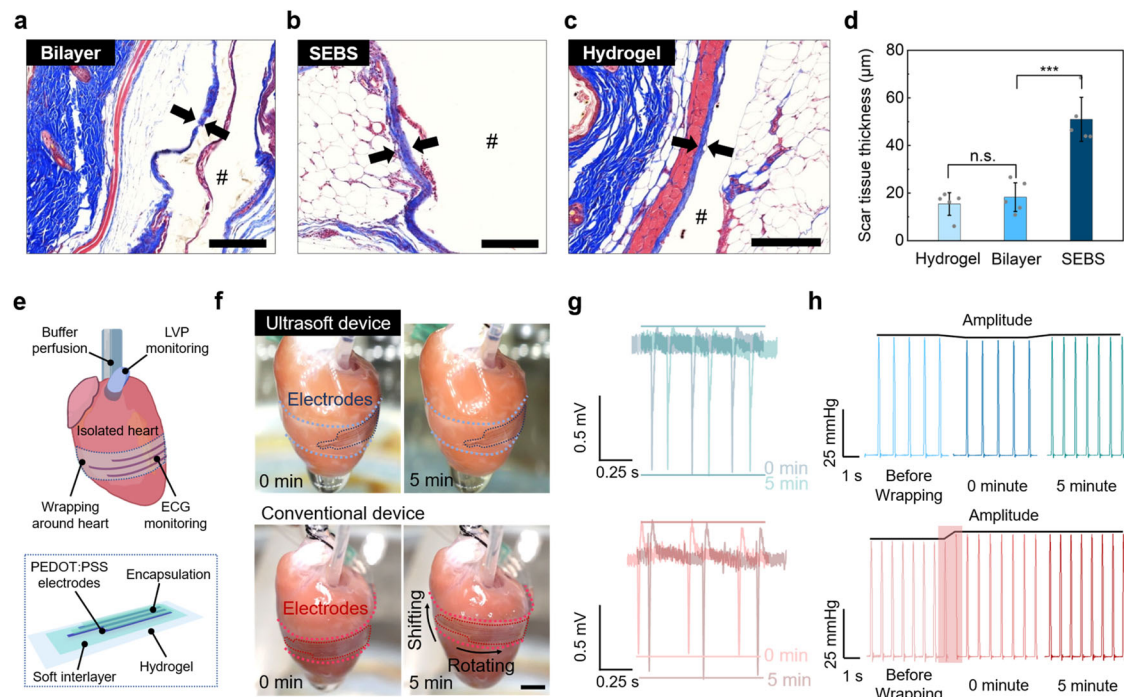 a
Bilayer
#
b
SEBS
#
c
Hydrogel
#
d
Scar tissue thickness (μm)
80
60
40
20
0
***
n.s.
Hydrogel
Bilayer
SEBS
e
Buffer
perfusion
LVP
monitoring
Isolated heart
Wrapping
around heart
ECG
monitoring
PEDOT:PSS
electrodes
Encapsulation
Soft interlayer
Hydrogel
f
Ultrasoft device
Electrodes
0 min
5 min
Conventional device
Electrodes
0 min
Shifting
Rotating
5 min
g
0.5 mV
0.25 s
0 min
5 min
0.5 mV
0.25 s
0 min
5 min
h
Amplitude
25 mmHg
1 s
Before
Wrapping
0 minute
5 minute
Amplitude
25 mmHg
1 s
Before
Wrapping
0 minute
5 minute